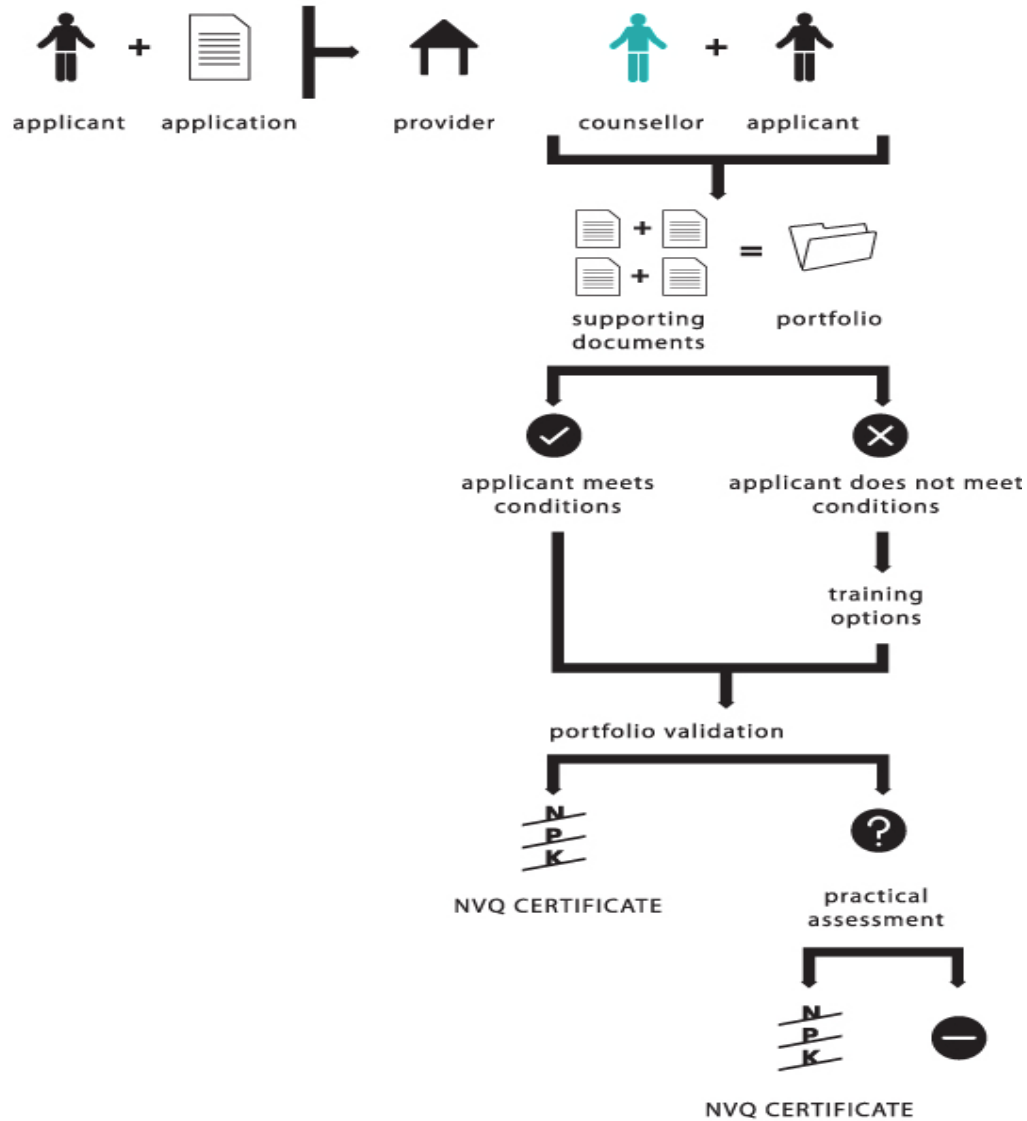 +
+
applicant
application
provider
counsellor
applicant
+
=
+
supporting
documents
portfolio
applicant meets
conditions
applicant does not meet
conditions
training
options
portfolio validation
N
P
K
?
NVQ CERTIFICATE
practical
assessment
N
P
K
NVQ CERTIFICATE